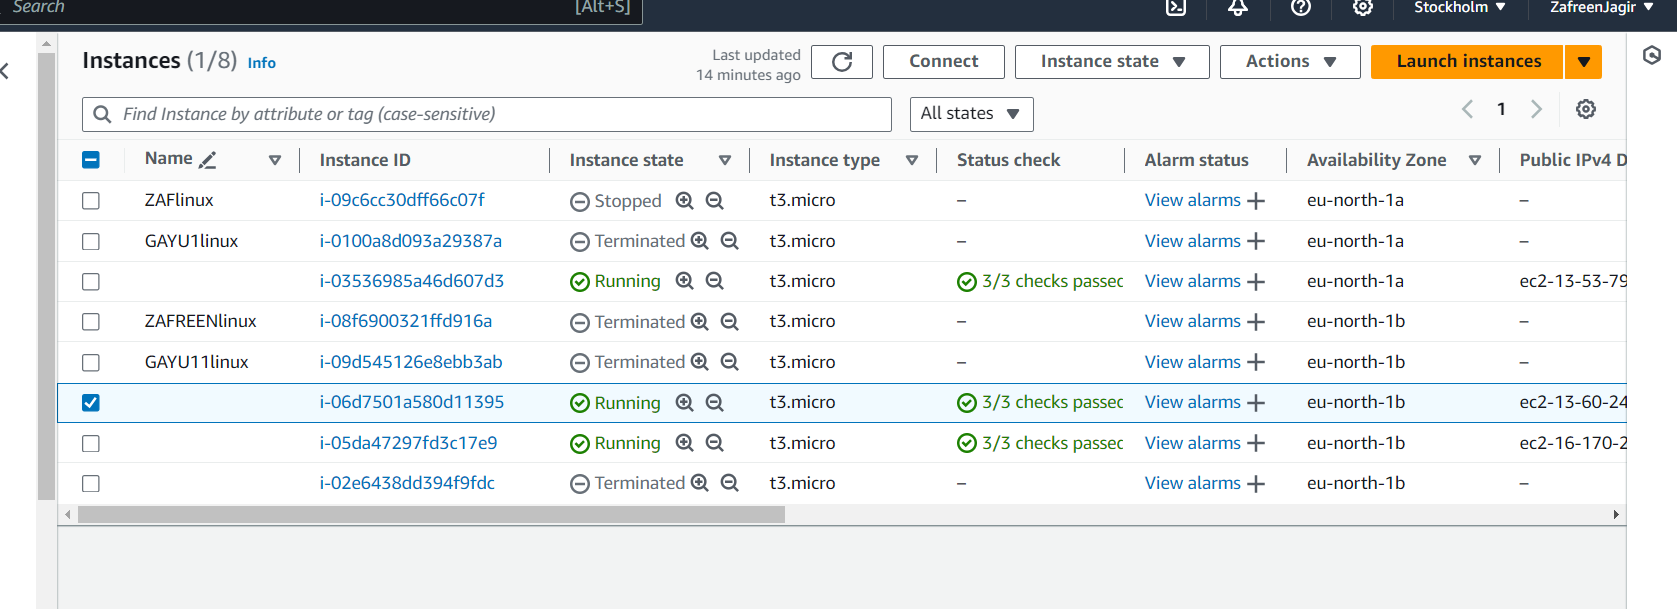 Search [Alt+S] Stockholm ZafreenJagir
Instances (1/8) Info Last updated 14 minutes ago Connect Instance state Actions Launch instances
Find Instance by attribute or tag (case-sensitive) All states 1
Name Instance ID Instance state Instance type Status check Alarm status Availability Zone Public IPv4 D
ZAFlinux i-09c6cc30dff66c07f Stopped t3.micro – View alarms + eu-north-1a –
GAYU1linux i-0100a8d093a29387a Terminated t3.micro – View alarms + eu-north-1a –
i-03536985a46d607d3 Running t3.micro 3/3 checks passec View alarms + eu-north-1a ec2-13-53-79
ZAFREENlinux i-08f6900321ffd916a Terminated t3.micro – View alarms + eu-north-1b –
GAYU11linux i-09d545126e8ebb3ab Terminated t3.micro – View alarms + eu-north-1b –
i-06d7501a580d11395 Running t3.micro 3/3 checks passec View alarms + eu-north-1b ec2-13-60-24
i-05da47297fd3c17e9 Running t3.micro 3/3 checks passec View alarms + eu-north-1b ec2-16-170-2
i-02e6438dd394f9fdc Terminated t3.micro – View alarms + eu-north-1b –